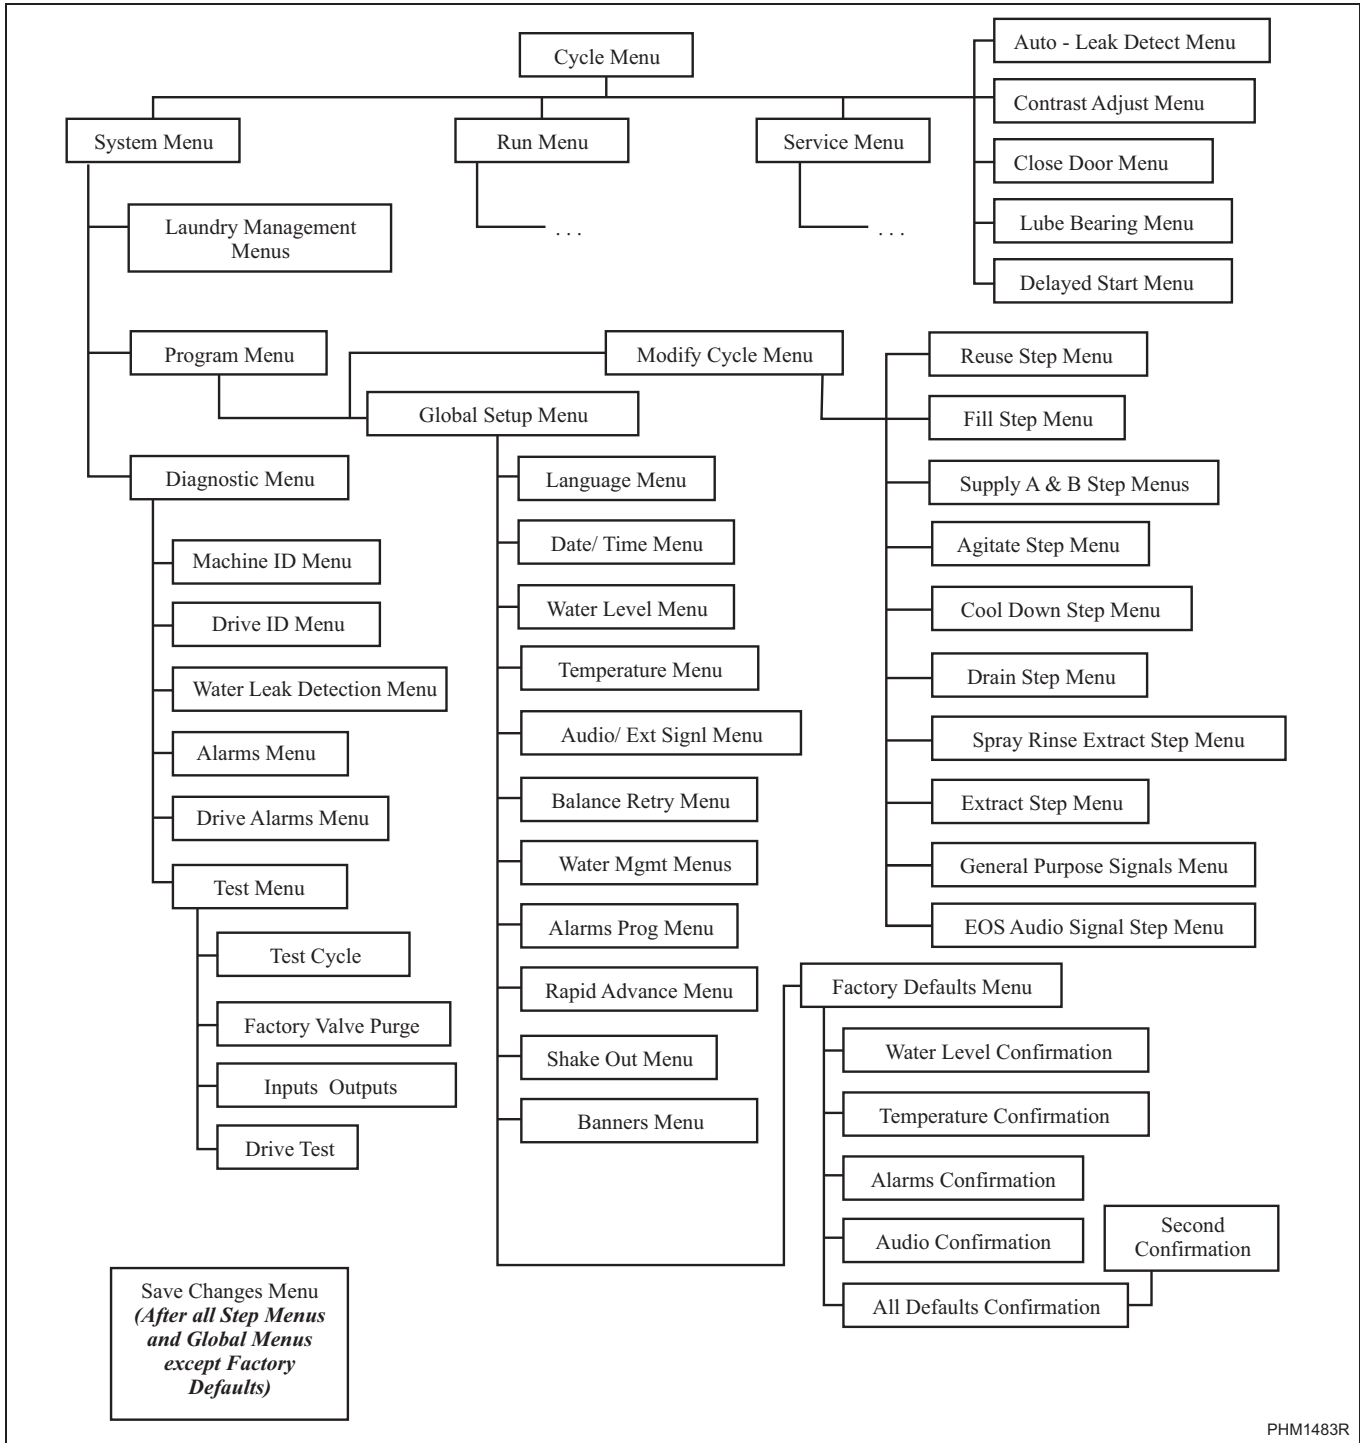 Cycle Menu
Auto - Leak Detect Menu
Contrast Adjust Menu
Close Door Menu
Lube Bearing Menu
Delayed Start Menu
System Menu
Run Menu
. . .
Service Menu
. . .
Laundry Management
Menus
Program Menu
Modify Cycle Menu
Global Setup Menu
Reuse Step Menu
Fill Step Menu
Supply A & B Step Menus
Agitate Step Menu
Cool Down Step Menu
Drain Step Menu
Spray Rinse Extract Step Menu
Extract Step Menu
General Purpose Signals Menu
EOS Audio Signal Step Menu
Diagnostic Menu
Machine ID Menu
Drive ID Menu
Water Leak Detection Menu
Alarms Menu
Drive Alarms Menu
Test Menu
Test Cycle
Factory Valve Purge
Inputs Outputs
Drive Test
Language Menu
Date/ Time Menu
Water Level Menu
Temperature Menu
Audio/ Ext Signl Menu
Balance Retry Menu
Water Mgmt Menus
Alarms Prog Menu
Rapid Advance Menu
Shake Out Menu
Banners Menu
Factory Defaults Menu
Water Level Confirmation
Temperature Confirmation
Alarms Confirmation
Audio Confirmation
All Defaults Confirmation
Second
Confirmation
Save Changes Menu
(After all Step Menus
and Global Menus
except Factory
Defaults)
PHM1483R